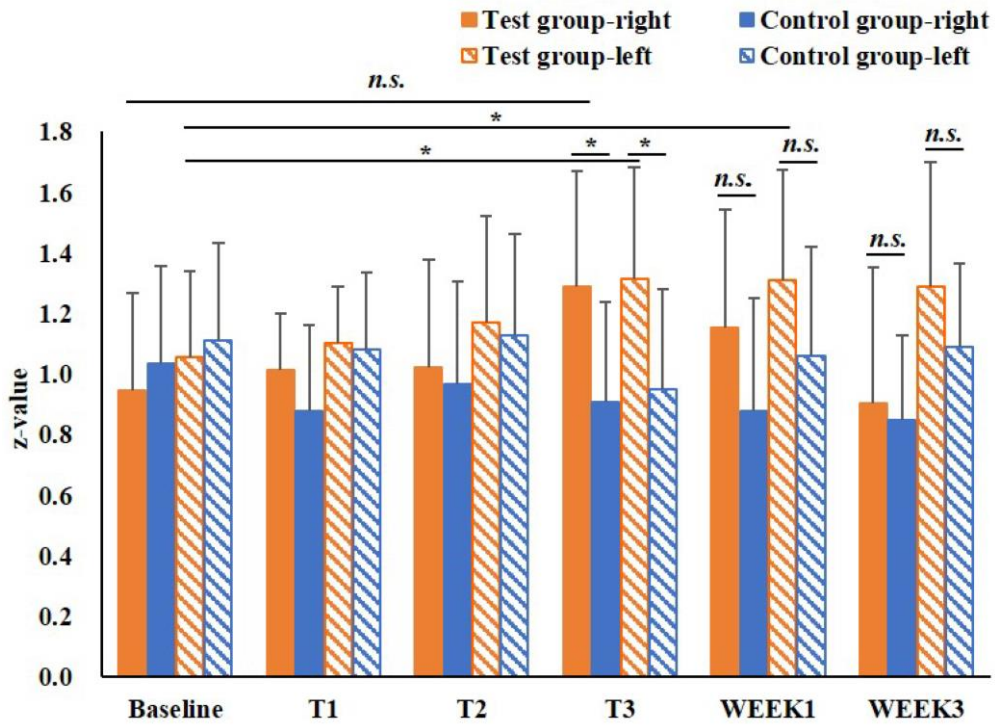 Test group-right Control group-right
Test group-left Control group-left
n.s.
*
*
*
*
n.s.
n.s.
n.s.
n.s.
1.8
1.6
1.4
1.2
1.0
0.8
0.6
0.4
0.2
0.0
z-value
Baseline T1 T2 T3 WEEK1 WEEK3